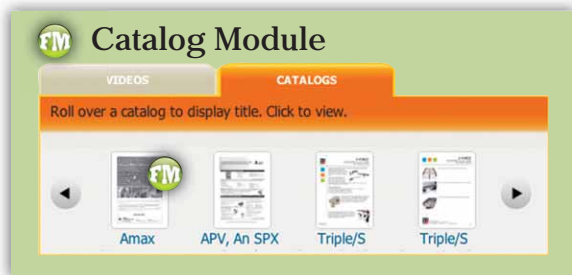 FM Catalog Module
VIDEOS CATALOGS
Roll over a catalog to display title. Click to view.
FM
Amax APV, An SPX Triple/S Triple/S